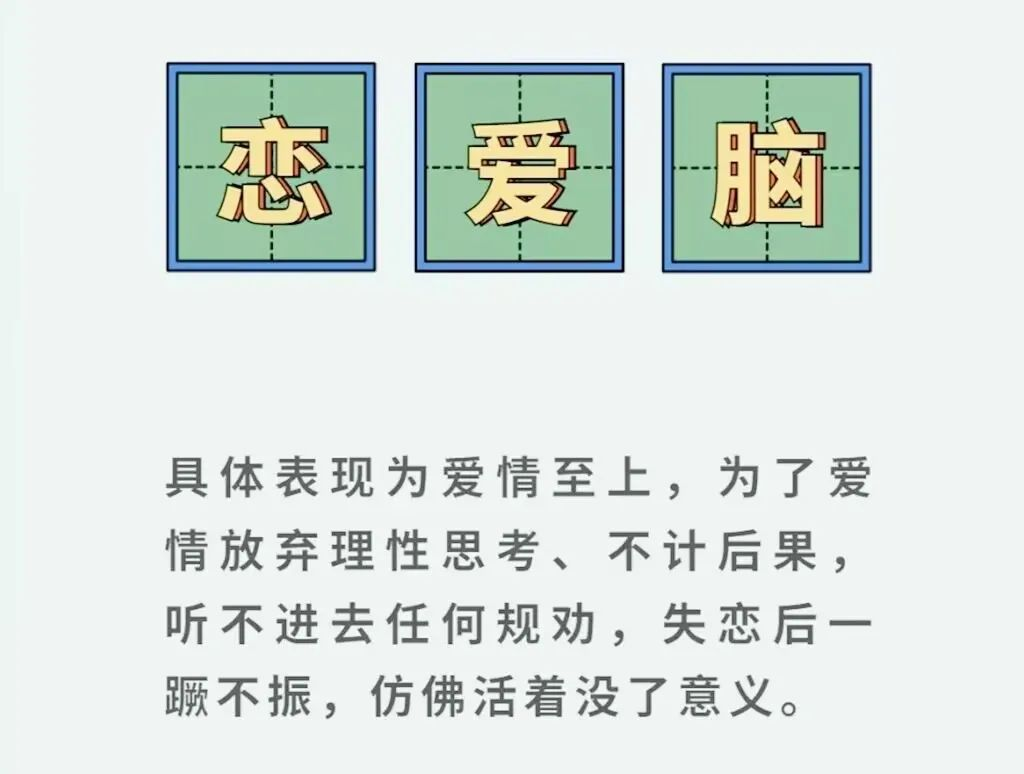 恋爱脑
具体表现为爱情至上，为了爱
情放弃理性思考、不计后果，
听不进去任何规劝，失恋后一
蹶不振，仿佛活着没了意义。